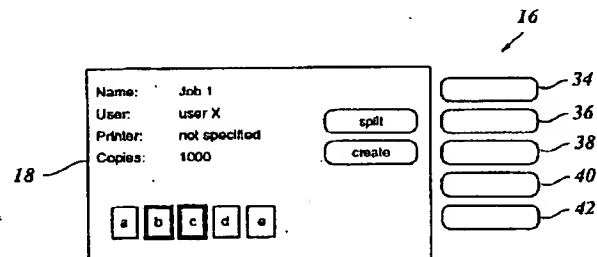 16
Name: Job 1
User: user X
Printer: not specified
Copies: 1000
split
create
a b c d e
18
34
36
38
40
42